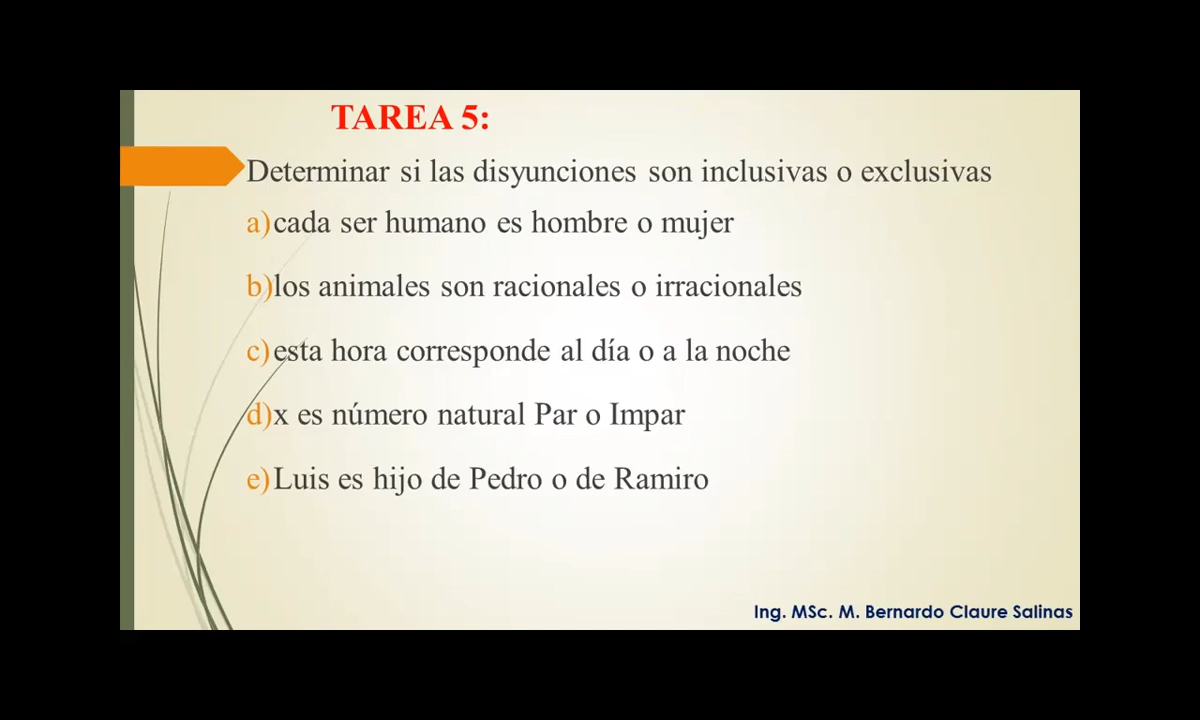 TAREA 5:
Determinar si las disyunciones son inclusivas o exclusivas
a)cada ser humano es hombre o mujer
b)los animales son racionales o irracionales
c)esta hora corresponde al día o a la noche
d)x es número natural Par o Impar
e)Luis es hijo de Pedro o de Ramiro
Ing. MSc. M. Bernardo Claure Salinas